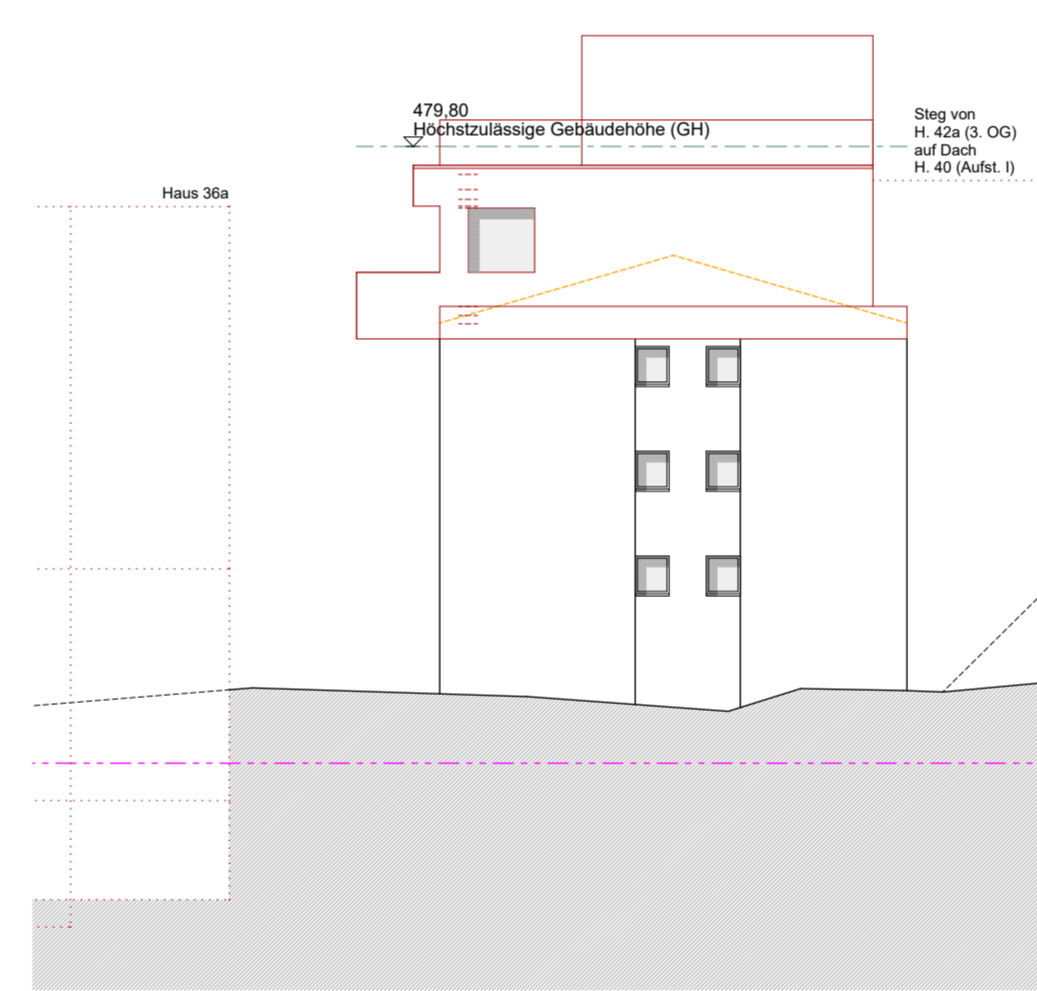 479,80
Höchstzulässige Gebäudehöhe (GH)
Steg von
H. 42a (3. OG)
auf Dach
H. 40 (Aufst. I)
Haus 36a